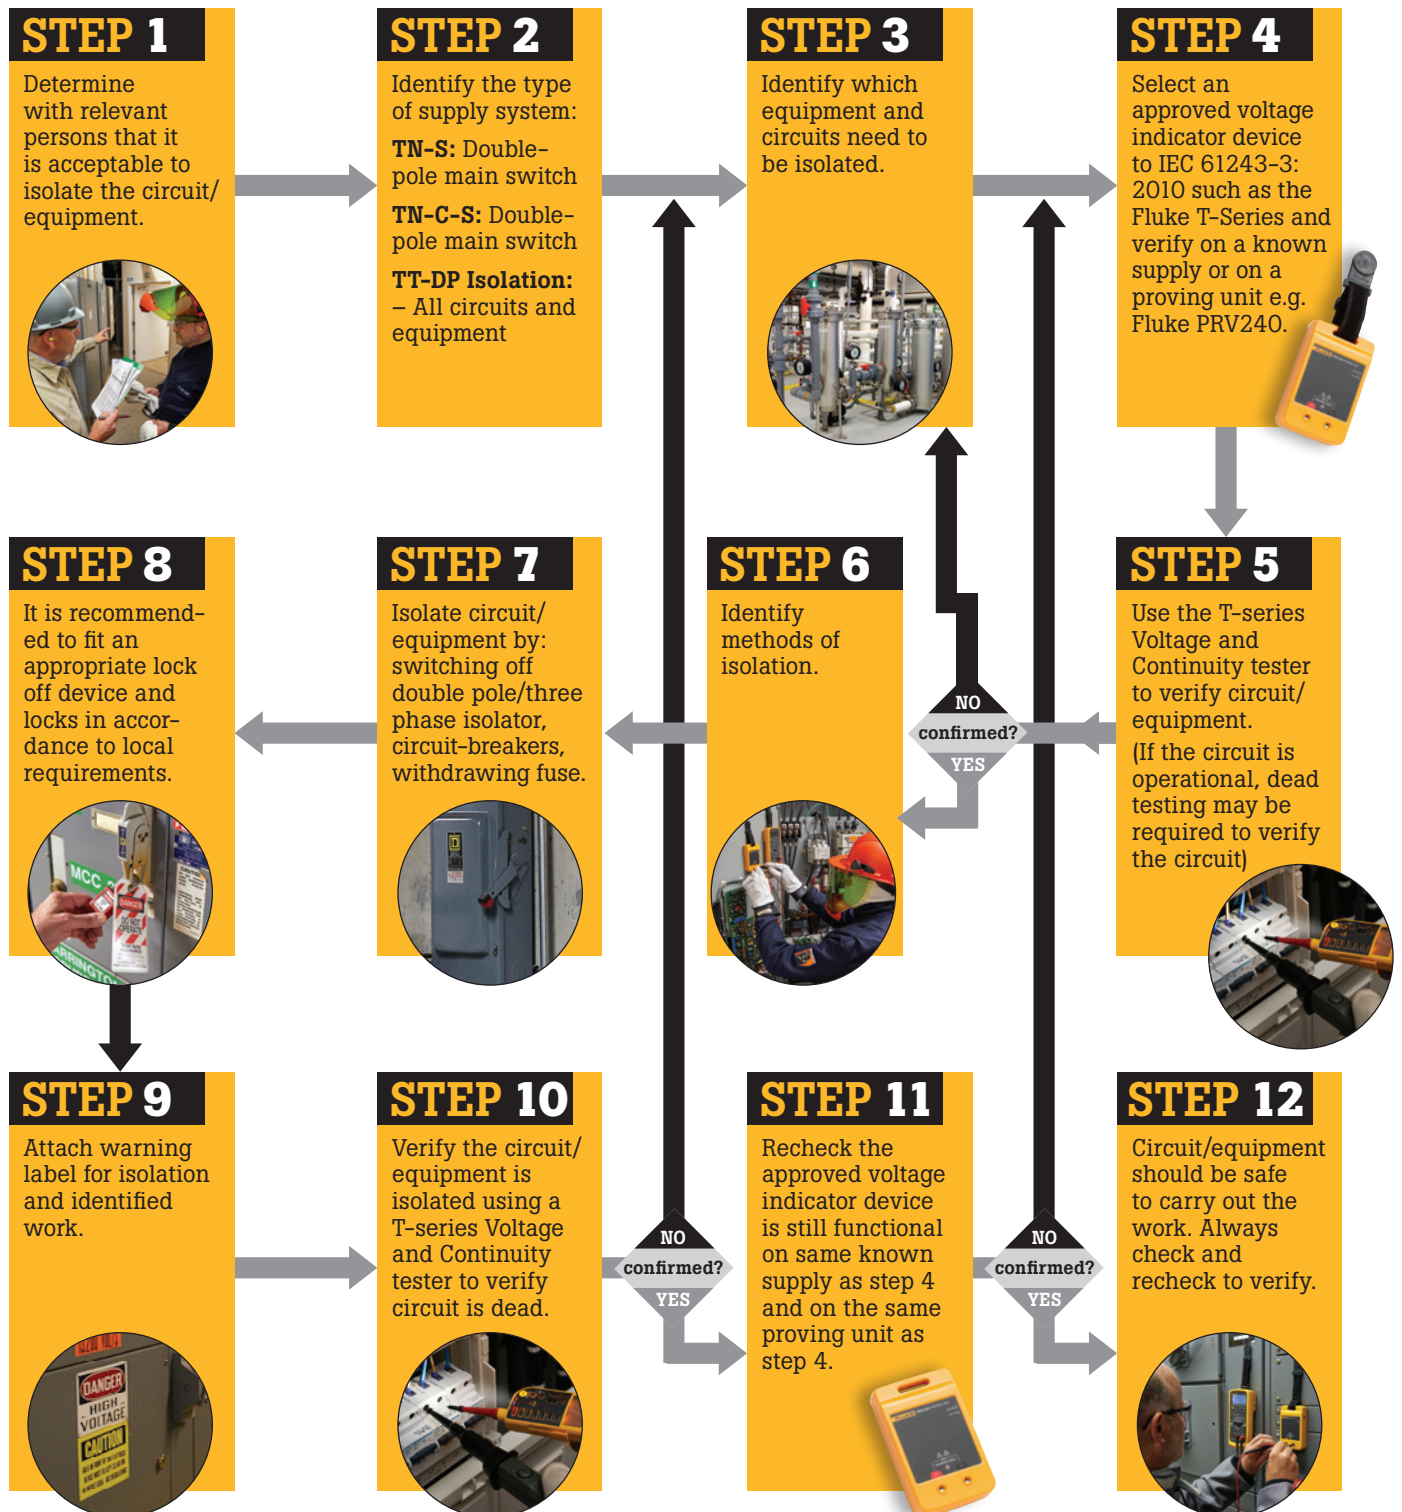 STEP 1
Determine
with relevant
persons that it
is acceptable to
isolate the circuit/
equipment.
STEP 2
Identify the type
of supply system:
TN-S: Double-
pole main switch
TN-C-S: Double-
pole main switch
TT-DP Isolation:
– All circuits and
equipment
STEP 3
Identify which
equipment and
circuits need to
be isolated.
STEP 4
Select an
approved voltage
indicator device
to IEC 61243-3:
2010 such as the
Fluke T-Series and
verify on a known
supply or on a
proving unit e.g.
Fluke PRV240.
STEP 5
Use the T-series
Voltage and
Continuity tester
to verify circuit/
equipment.
(If the circuit is
operational, dead
testing may be
required to verify
the circuit)
NO
confirmed?
YES
STEP 6
Identify
methods of
isolation.
STEP 7
Isolate circuit/
equipment by:
switching off
double pole/three
phase isolator,
circuit-breakers,
withdrawing fuse.
STEP 8
It is recommend-
ed to fit an
appropriate lock
off device and
locks in accor-
dance to local
requirements.
MCC
DANGER
DO NOT
OPERATE
STEP 9
Attach warning
label for isolation
and identified
work.
DANGER
HIGH
VOLTAGE
CAUTION
STEP 10
Verify the circuit/
equipment is
isolated using a
T-series Voltage
and Continuity
tester to verify
circuit is dead.
NO
confirmed?
YES
STEP 11
Recheck the
approved voltage
indicator device
is still functional
on same known
supply as step 4
and on the same
proving unit as
step 4.
NO
confirmed?
YES
STEP 12
Circuit/equipment
should be safe
to carry out the
work. Always
check and
recheck to verify.